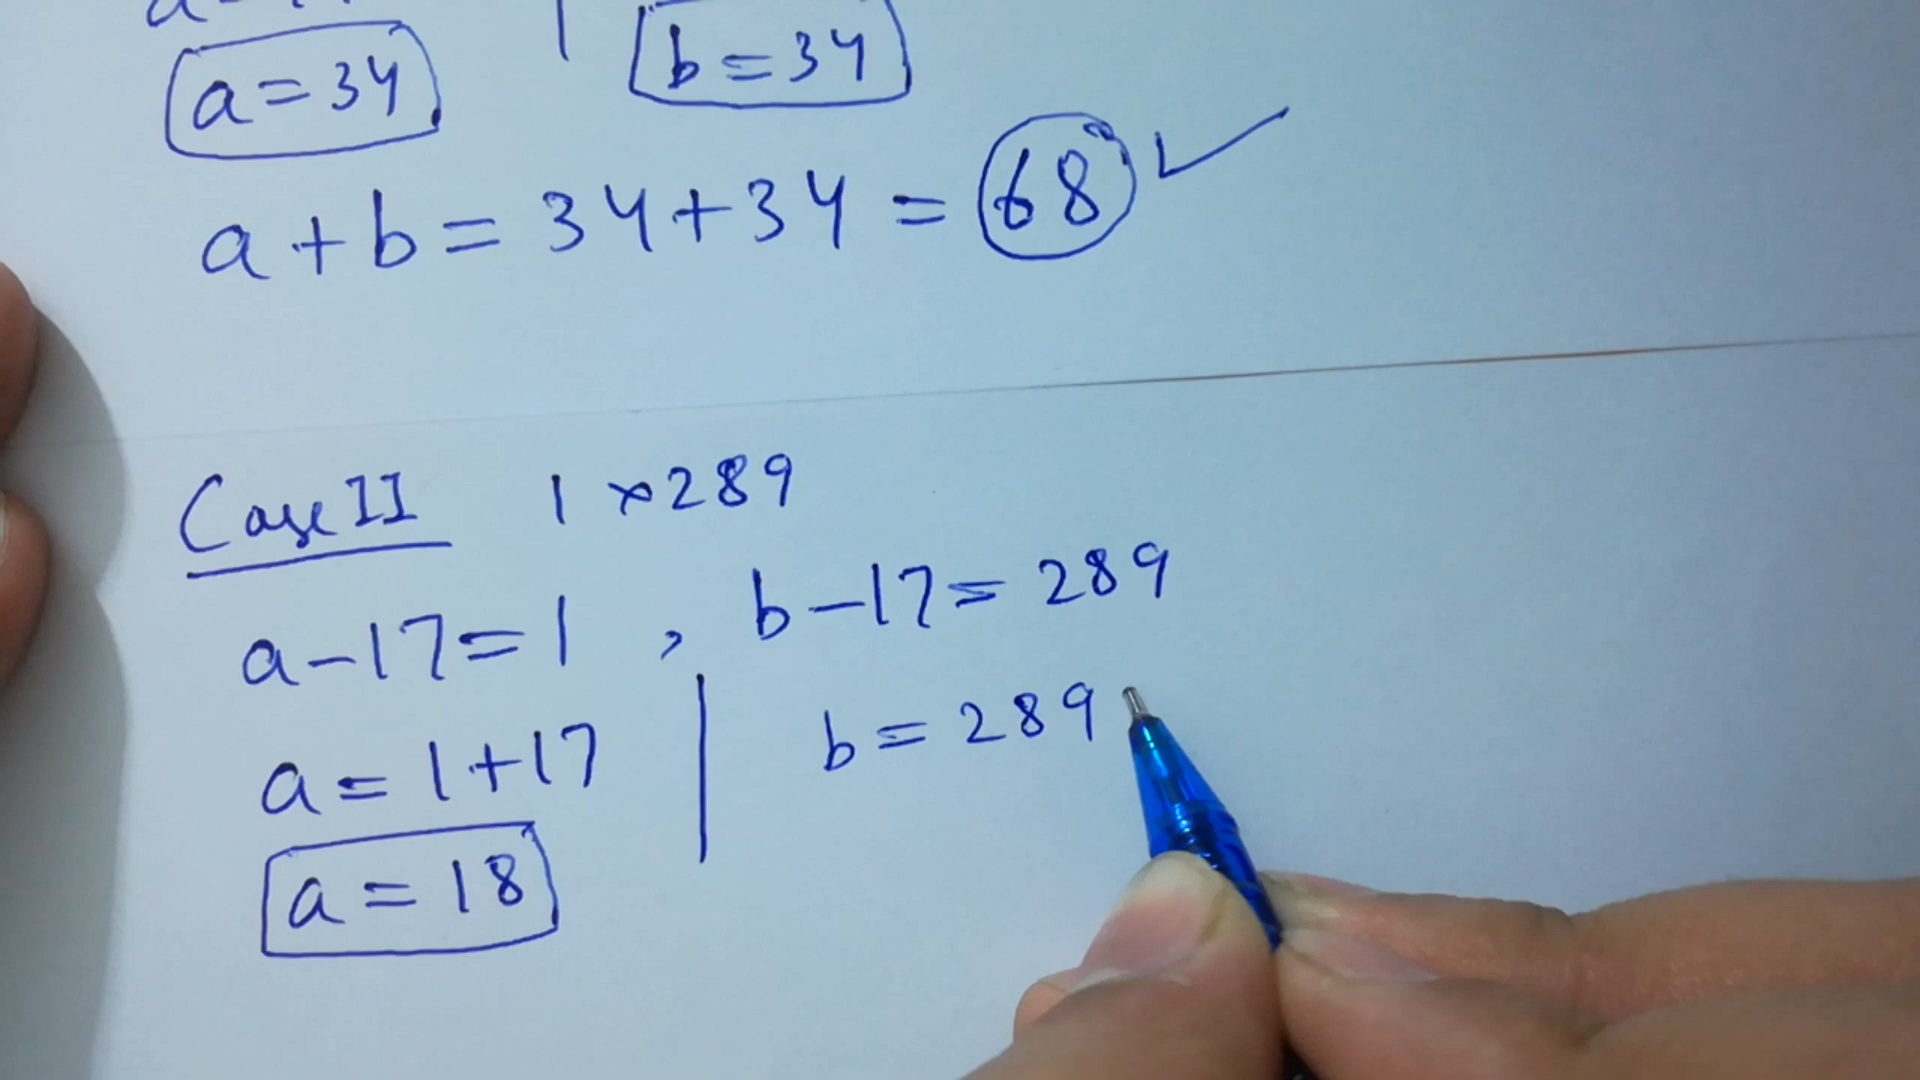 a = 34 | b = 34
a + b = 34 + 34 = 68 ✓
Case II 1 × 289
a - 17 = 1 , b - 17 = 289
a = 1 + 17 | b = 289
a = 18